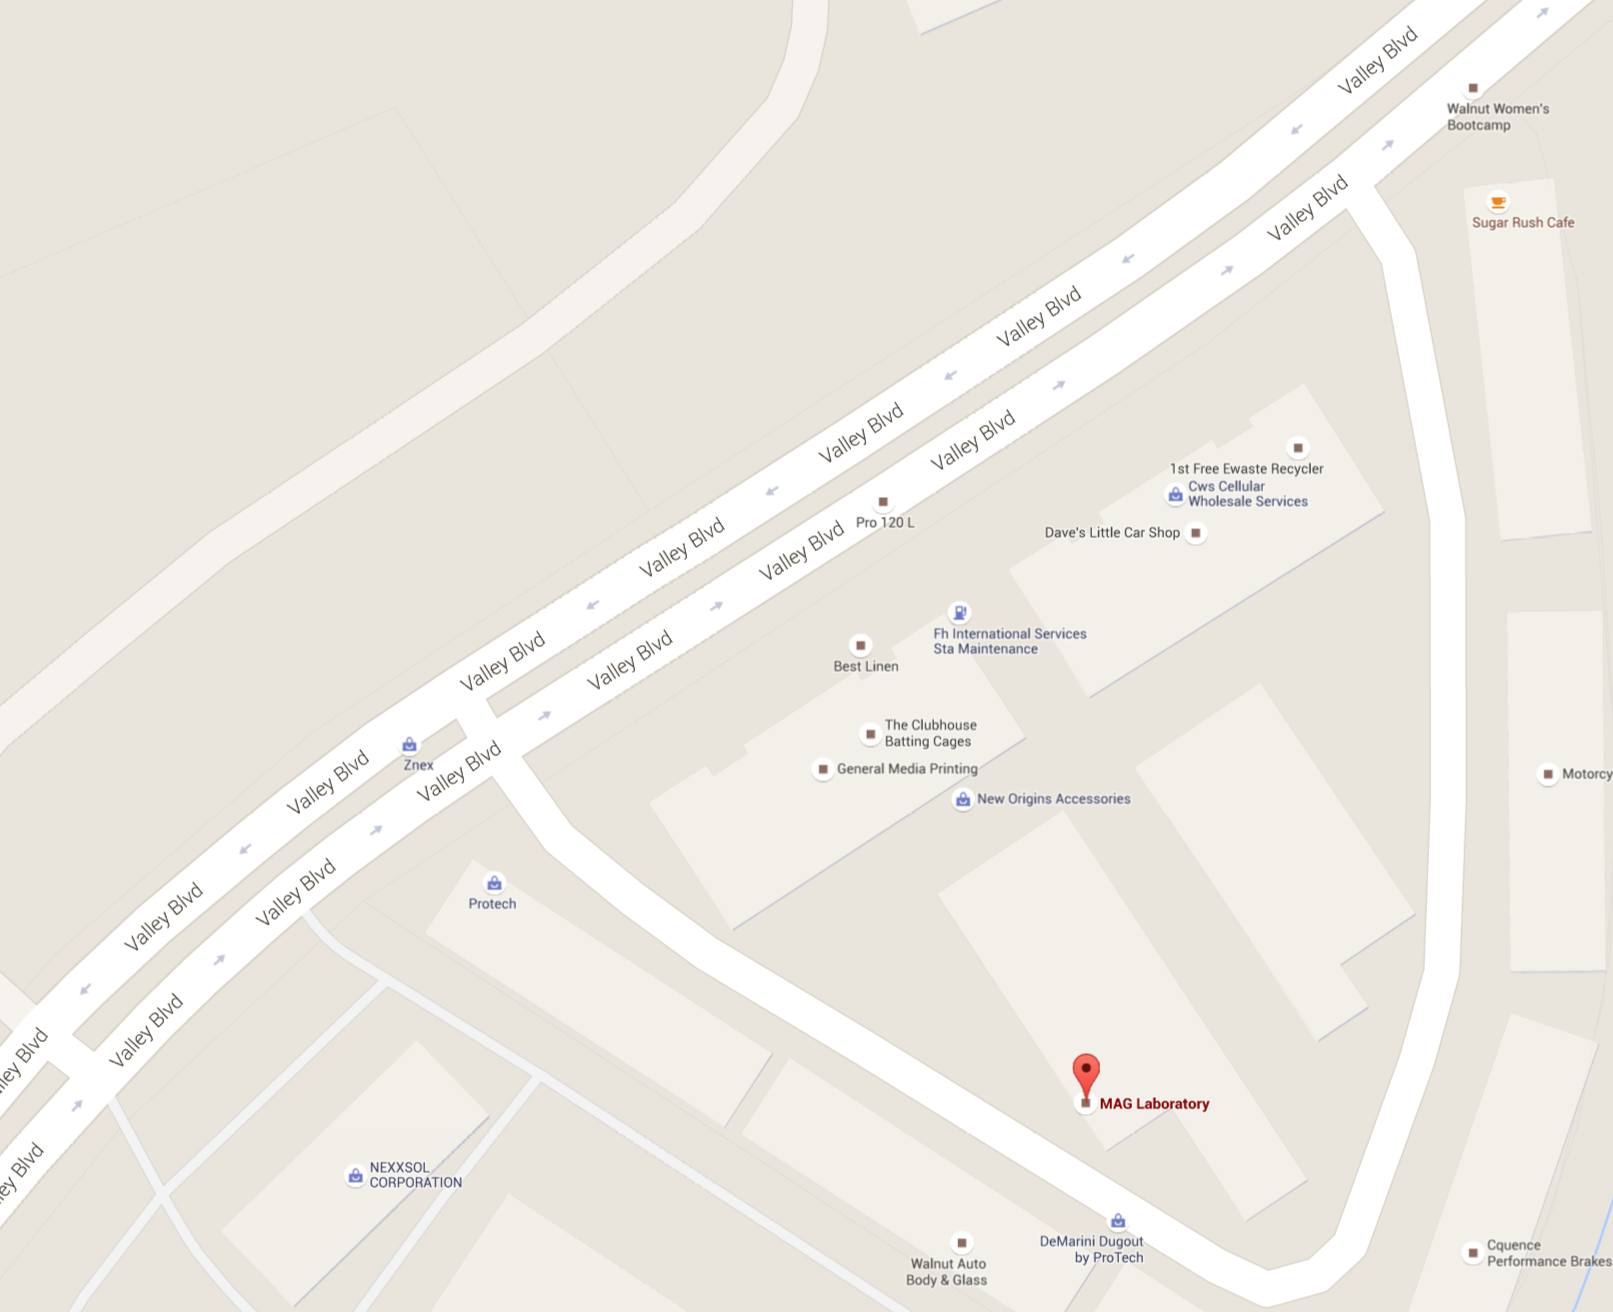 Valley Blvd
Walnut Women's
Bootcamp
Valley Blvd
Sugar Rush Cafe
Valley Blvd
Valley Blvd
Valley Blvd
1st Free Ewaste Recycler
Cws Cellular
Wholesale Services
Pro 120 L
Dave's Little Car Shop
Valley Blvd
Valley Blvd
Fh International Services
Sta Maintenance
Best Linen
Valley Blvd
Valley Blvd
The Clubhouse
Batting Cages
Znex
Valley Blvd
General Media Printing
Motorcy
Valley Blvd
New Origins Accessories
Protech
Valley Blvd
Valley Blvd
Valley Blvd
lley Blvd
MAG Laboratory
ley Blvd
NEXXSOL
CORPORATION
DeMarini Dugout
by ProTech
Walnut Auto
Body & Glass
Cquence
Performance Brakes